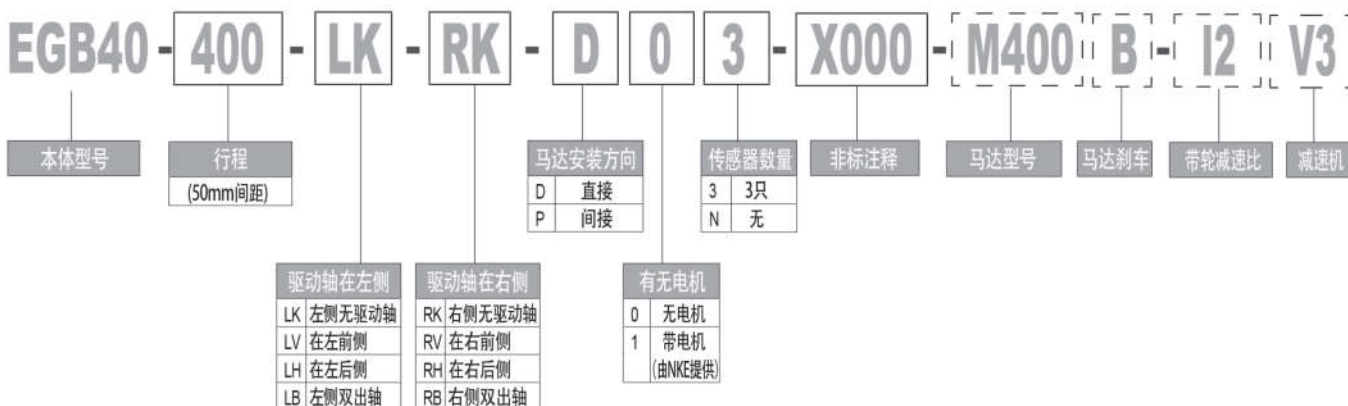 EGB40-400-LK-RK-D03-X000-M400B-I2V3
本体型号 行程 马达安装方向 传感器数量 非标注释 马达型号 马达刹车 带轮减速比 减速机
(50mm间距)
D 直接
P 间接
3 3只
N 无
驱动轴在左侧
LK 左侧无驱动轴
LV 在左前侧
LH 在左后侧
LB 左侧双出轴
驱动轴在右侧
RK 右侧无驱动轴
RV 在右前侧
RH 在右后侧
RB 右侧双出轴
有无电机
0 无电机
1 带电机
(由NKE提供)